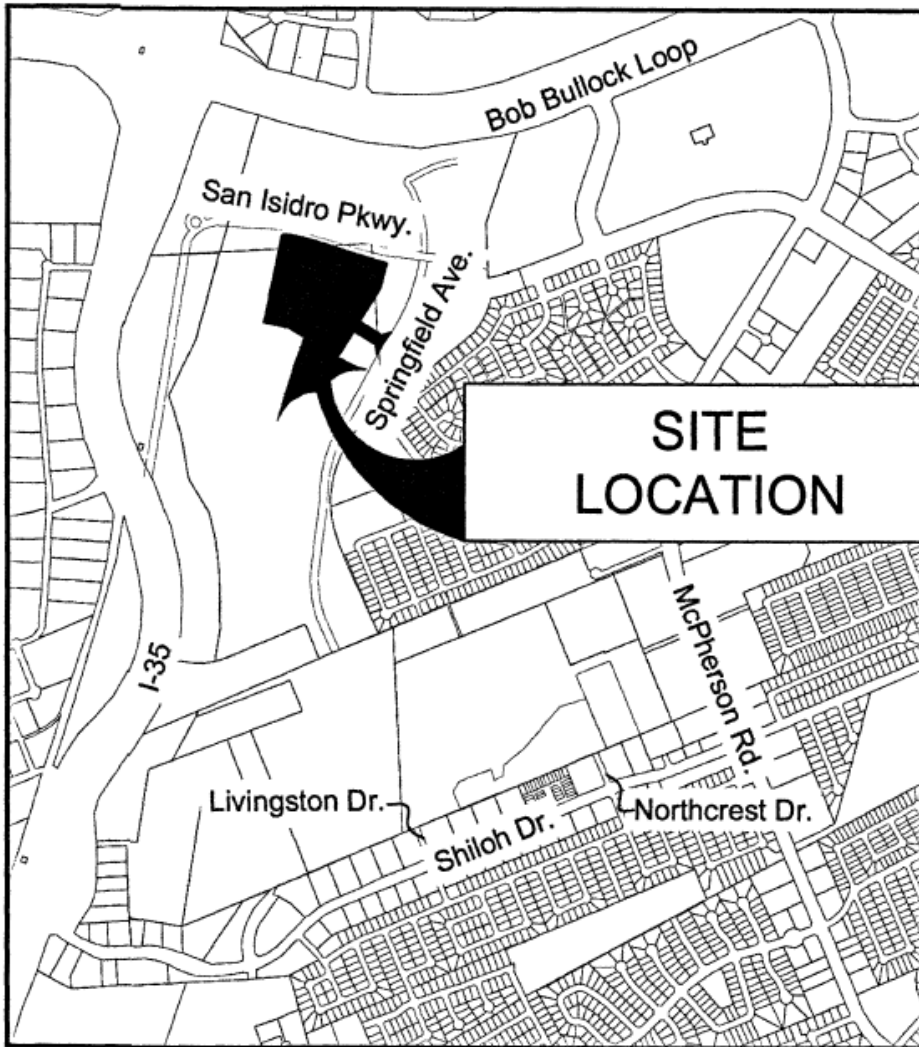 Bob Bullock Loop
San Isidro Pkwy.
Springfield Ave.
SITE
LOCATION
I-35
McPherson Rd.
Livingston Dr.
Northcrest Dr.
Shiloh Dr.